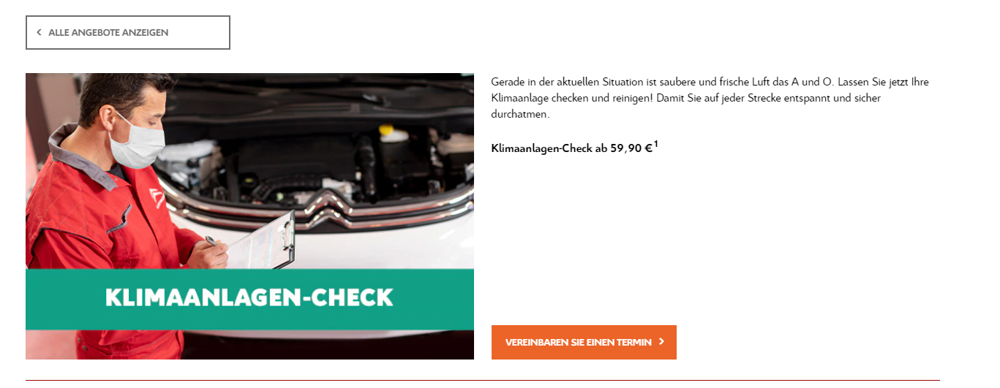 ALLE ANGEBOTE ANZEIGEN
Gerade in der aktuellen Situation ist saubere und frische Luft das A und O. Lassen Sie jetzt Ihre
Klimaanlage checken und reinigen! Damit Sie auf jeder Strecke entspannt und sicher
durchatmen.
Klimaanlagen-Check ab 59,90 €¹
KLIMAANLAGEN-CHECK
VEREINBAREN SIE EINEN TERMIN